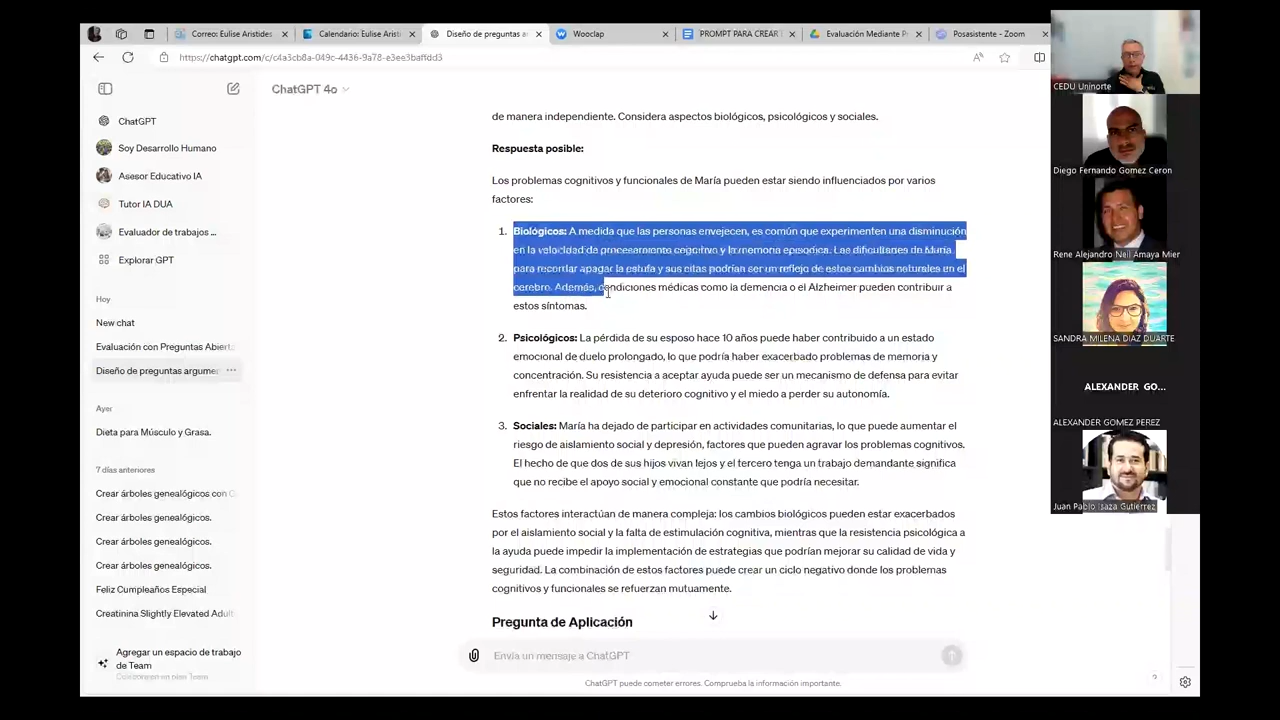 Correo: Eulise Aristides
Calendario: Eulise Aristi
Diseño de preguntas a
Wooclap
PROMPT PARA CREAR
Evaluación Mediante P
Posasistente - Zoom
https://chatgpt.com/c/c4a3cb8a-049c-4436-9a78-e3ee3baffdd3
ChatGPT 4o
ChatGPT
Soy Desarrollo Humano
Asesor Educativo IA
Tutor IA DUA
Evaluador de trabajos ...
Explorar GPT
Hoy
New chat
Evaluación con Preguntas Abierta
Diseño de preguntas argumen
Ayer
Dieta para Músculo y Grasa.
7 días anteriores
Crear árboles genealógicos con G
Crear árboles genealógicos.
Crear árboles genealógicos.
Crear árboles genealógicos.
Feliz Cumpleaños Especial
Creatinina Slightly Elevated Adult
Agregar un espacio de trabajo
de Team
de manera independiente. Considera aspectos biológicos, psicológicos y sociales.
Respuesta posible:
Los problemas cognitivos y funcionales de María pueden estar siendo influenciados por varios
factores:
1. Biológicos: A medida que las personas envejecen, es común que experimenten una disminución
en la velocidad de procesamiento cognitivo y la memoria episódica. Las dificultades de María
para recordar apagar la estufa y sus citas podrían ser un reflejo de estos cambios naturales en el
cerebro. Además, condiciones médicas como la demencia o el Alzheimer pueden contribuir a
estos síntomas.
2. Psicológicos: La pérdida de su esposo hace 10 años puede haber contribuido a un estado
emocional de duelo prolongado, lo que podría haber exacerbado problemas de memoria y
concentración. Su resistencia a aceptar ayuda puede ser un mecanismo de defensa para evitar
enfrentar la realidad de su deterioro cognitivo y el miedo a perder su autonomía.
3. Sociales: María ha dejado de participar en actividades comunitarias, lo que puede aumentar el
riesgo de aislamiento social y depresión, factores que pueden agravar los problemas cognitivos.
El hecho de que dos de sus hijos vivan lejos y el tercero tenga un trabajo demandante significa
que no recibe el apoyo social y emocional constante que podría necesitar.
Estos factores interactúan de manera compleja: los cambios biológicos pueden estar exacerbados
por el aislamiento social y la falta de estimulación cognitiva, mientras que la resistencia psicológica a
la ayuda puede impedir la implementación de estrategias que podrían mejorar su calidad de vida y
seguridad. La combinación de estos factores puede crear un ciclo negativo donde los problemas
cognitivos y funcionales se refuerzan mutuamente.
Pregunta de Aplicación
Envía un mensaje a ChatGPT
ChatGPT puede cometer errores. Comprueba la información importante.
?
CEDU Uninorte
Diego Fernando Gomez Ceron
Rene Alejandro Neil Amaya Mier
SANDRA MILENA DIAZ DUARTE
ALEXANDER GO...
ALEXANDER GOMEZ PEREZ
Juan Pablo Isaza Gutierrez